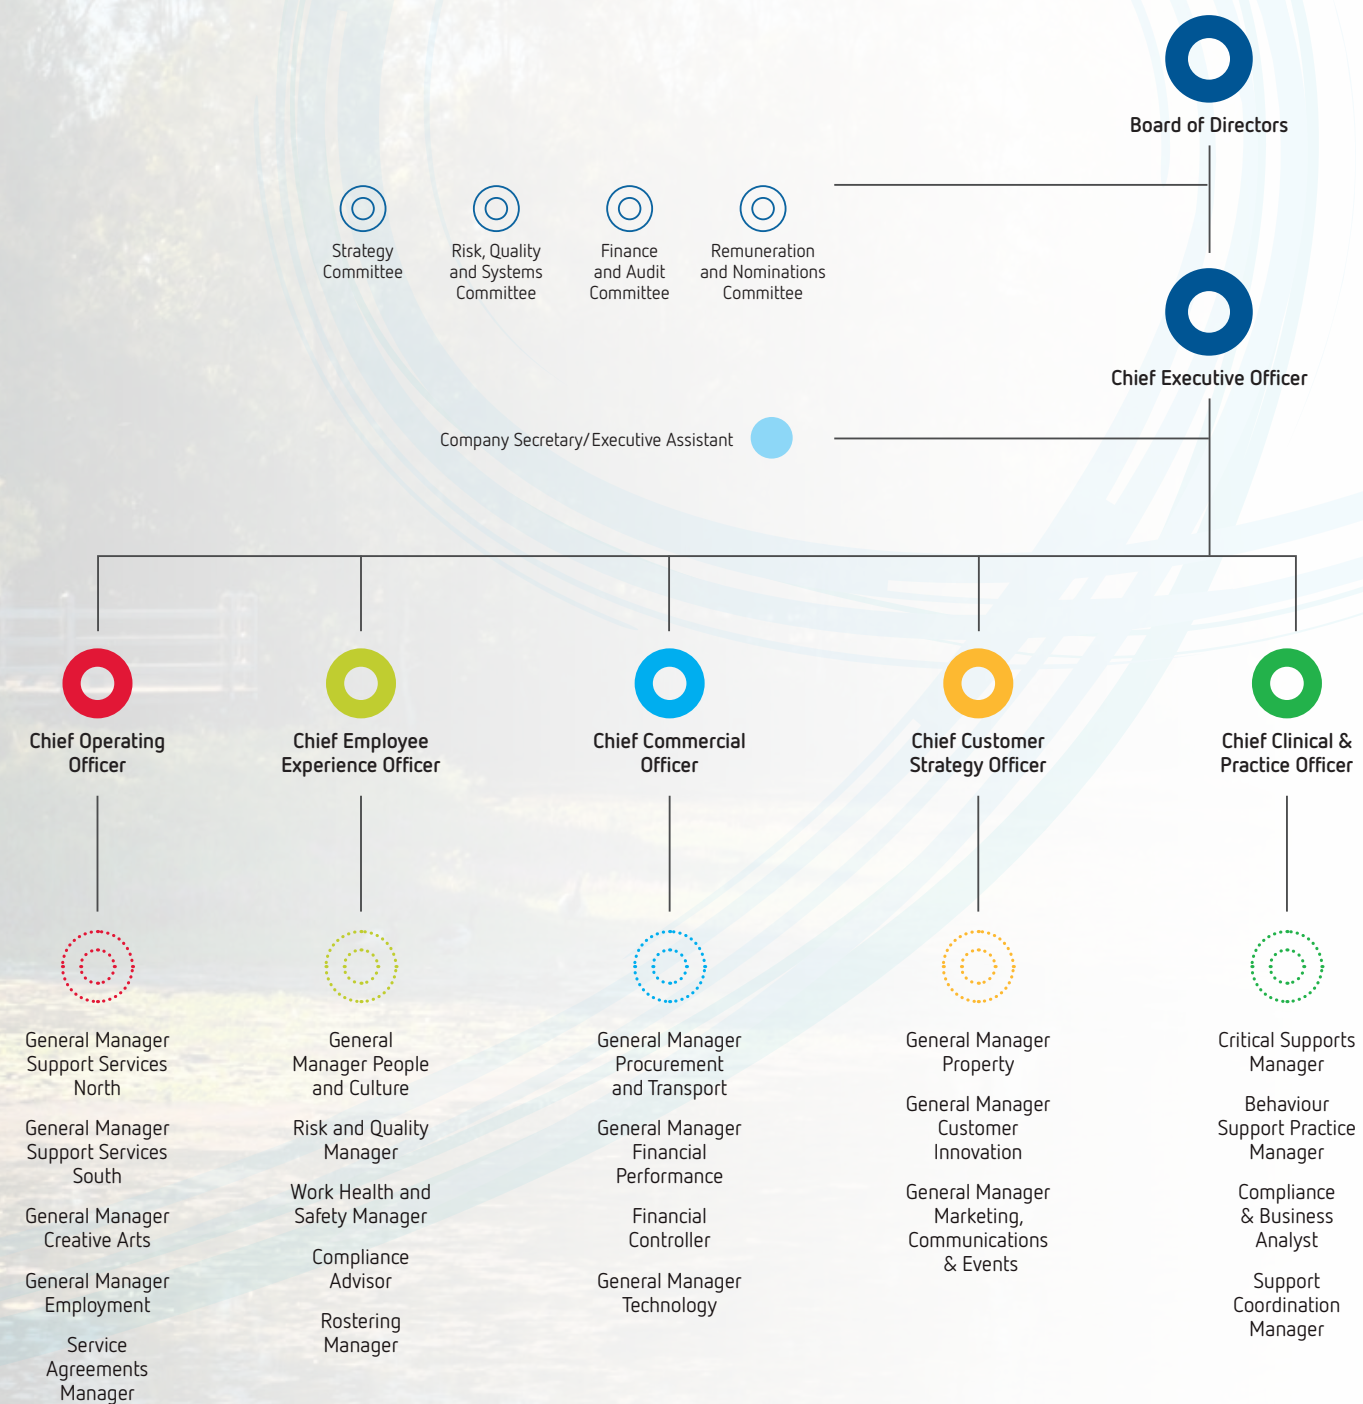 Board of Directors
Strategy
Committee
Risk, Quality
and Systems
Committee
Finance
and Audit
Committee
Remuneration
and Nominations
Committee
Chief Executive Officer
Company Secretary/Executive Assistant
Chief Operating
Officer
Chief Employee
Experience Officer
Chief Commercial
Officer
Chief Customer
Strategy Officer
Chief Clinical &
Practice Officer
General Manager
Support Services
North
General Manager
Support Services
South
General Manager
Creative Arts
General Manager
Employment
Service
Agreements
Manager
General
Manager People
and Culture
Risk and Quality
Manager
Work Health and
Safety Manager
Compliance
Advisor
Rostering
Manager
General Manager
Procurement
and Transport
General Manager
Financial
Performance
Financial
Controller
General Manager
Technology
General Manager
Property
General Manager
Customer
Innovation
General Manager
Marketing,
Communications
& Events
Critical Supports
Manager
Behaviour
Support Practice
Manager
Compliance
& Business
Analyst
Support
Coordination
Manager